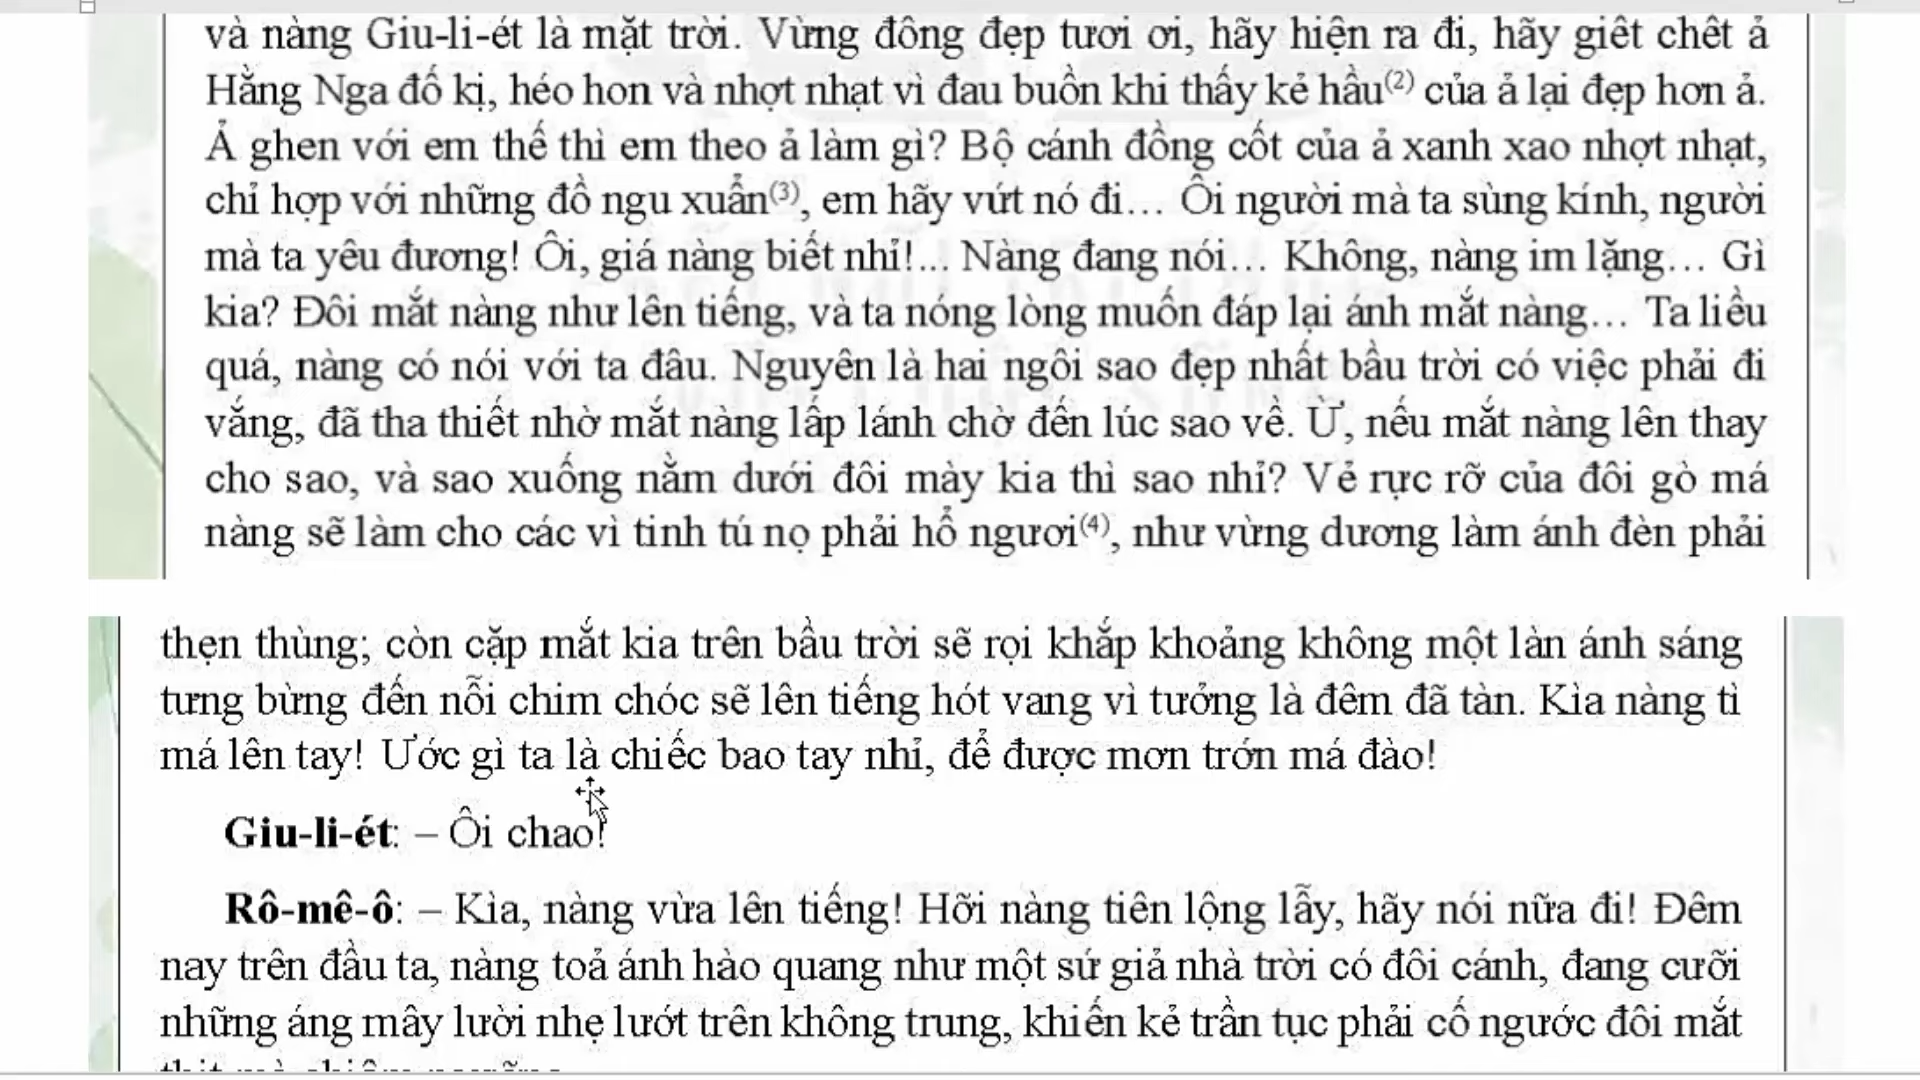 và nàng Giu-li-ét là mặt trời. Vừng đông đẹp tươi ơi, hãy hiện ra đi, hãy giết chết ả
Hằng Nga đố kị, héo hon và nhợt nhạt vì đau buồn khi thấy kẻ hầu(2) của ả lại đẹp hơn ả.
Ả ghen với em thế thì em theo ả làm gì? Bộ cánh đồng cốt của ả xanh xao nhợt nhạt,
chỉ hợp với những đồ ngu xuẩn(3), em hãy vứt nó đi… Ôi người mà ta sùng kính, người
mà ta yêu đương! Ôi, giá nàng biết nhỉ!... Nàng đang nói… Không, nàng im lặng… Gì
kia? Đôi mắt nàng như lên tiếng, và ta nóng lòng muốn đáp lại ánh mắt nàng… Ta liều
quá, nàng có nói với ta đâu. Nguyên là hai ngôi sao đẹp nhất bầu trời có việc phải đi
vắng, đã tha thiết nhờ mắt nàng lấp lánh chờ đến lúc sao về. Ừ, nếu mắt nàng lên thay
cho sao, và sao xuống nằm dưới đôi mày kia thì sao nhỉ? Vẻ rực rỡ của đôi gò má
nàng sẽ làm cho các vì tinh tú nọ phải hổ ngươi(4), như vừng dương làm ánh đèn phải
thẹn thùng; còn cặp mắt kia trên bầu trời sẽ rọi khắp khoảng không một làn ánh sáng
tưng bừng đến nỗi chim chóc sẽ lên tiếng hót vang vì tưởng là đêm đã tàn. Kìa nàng tì
má lên tay! Ước gì ta là chiếc bao tay nhỉ, để được mơn trớn má đào!
Giu-li-ét: – Ôi chao!
Rô-mê-ô: – Kìa, nàng vừa lên tiếng! Hỡi nàng tiên lộng lẫy, hãy nói nữa đi! Đêm
nay trên đầu ta, nàng toả ánh hào quang như một sứ giả nhà trời có đôi cánh, đang cưỡi
những áng mây lười nhẹ lướt trên không trung, khiến kẻ trần tục phải cố ngước đôi mắt